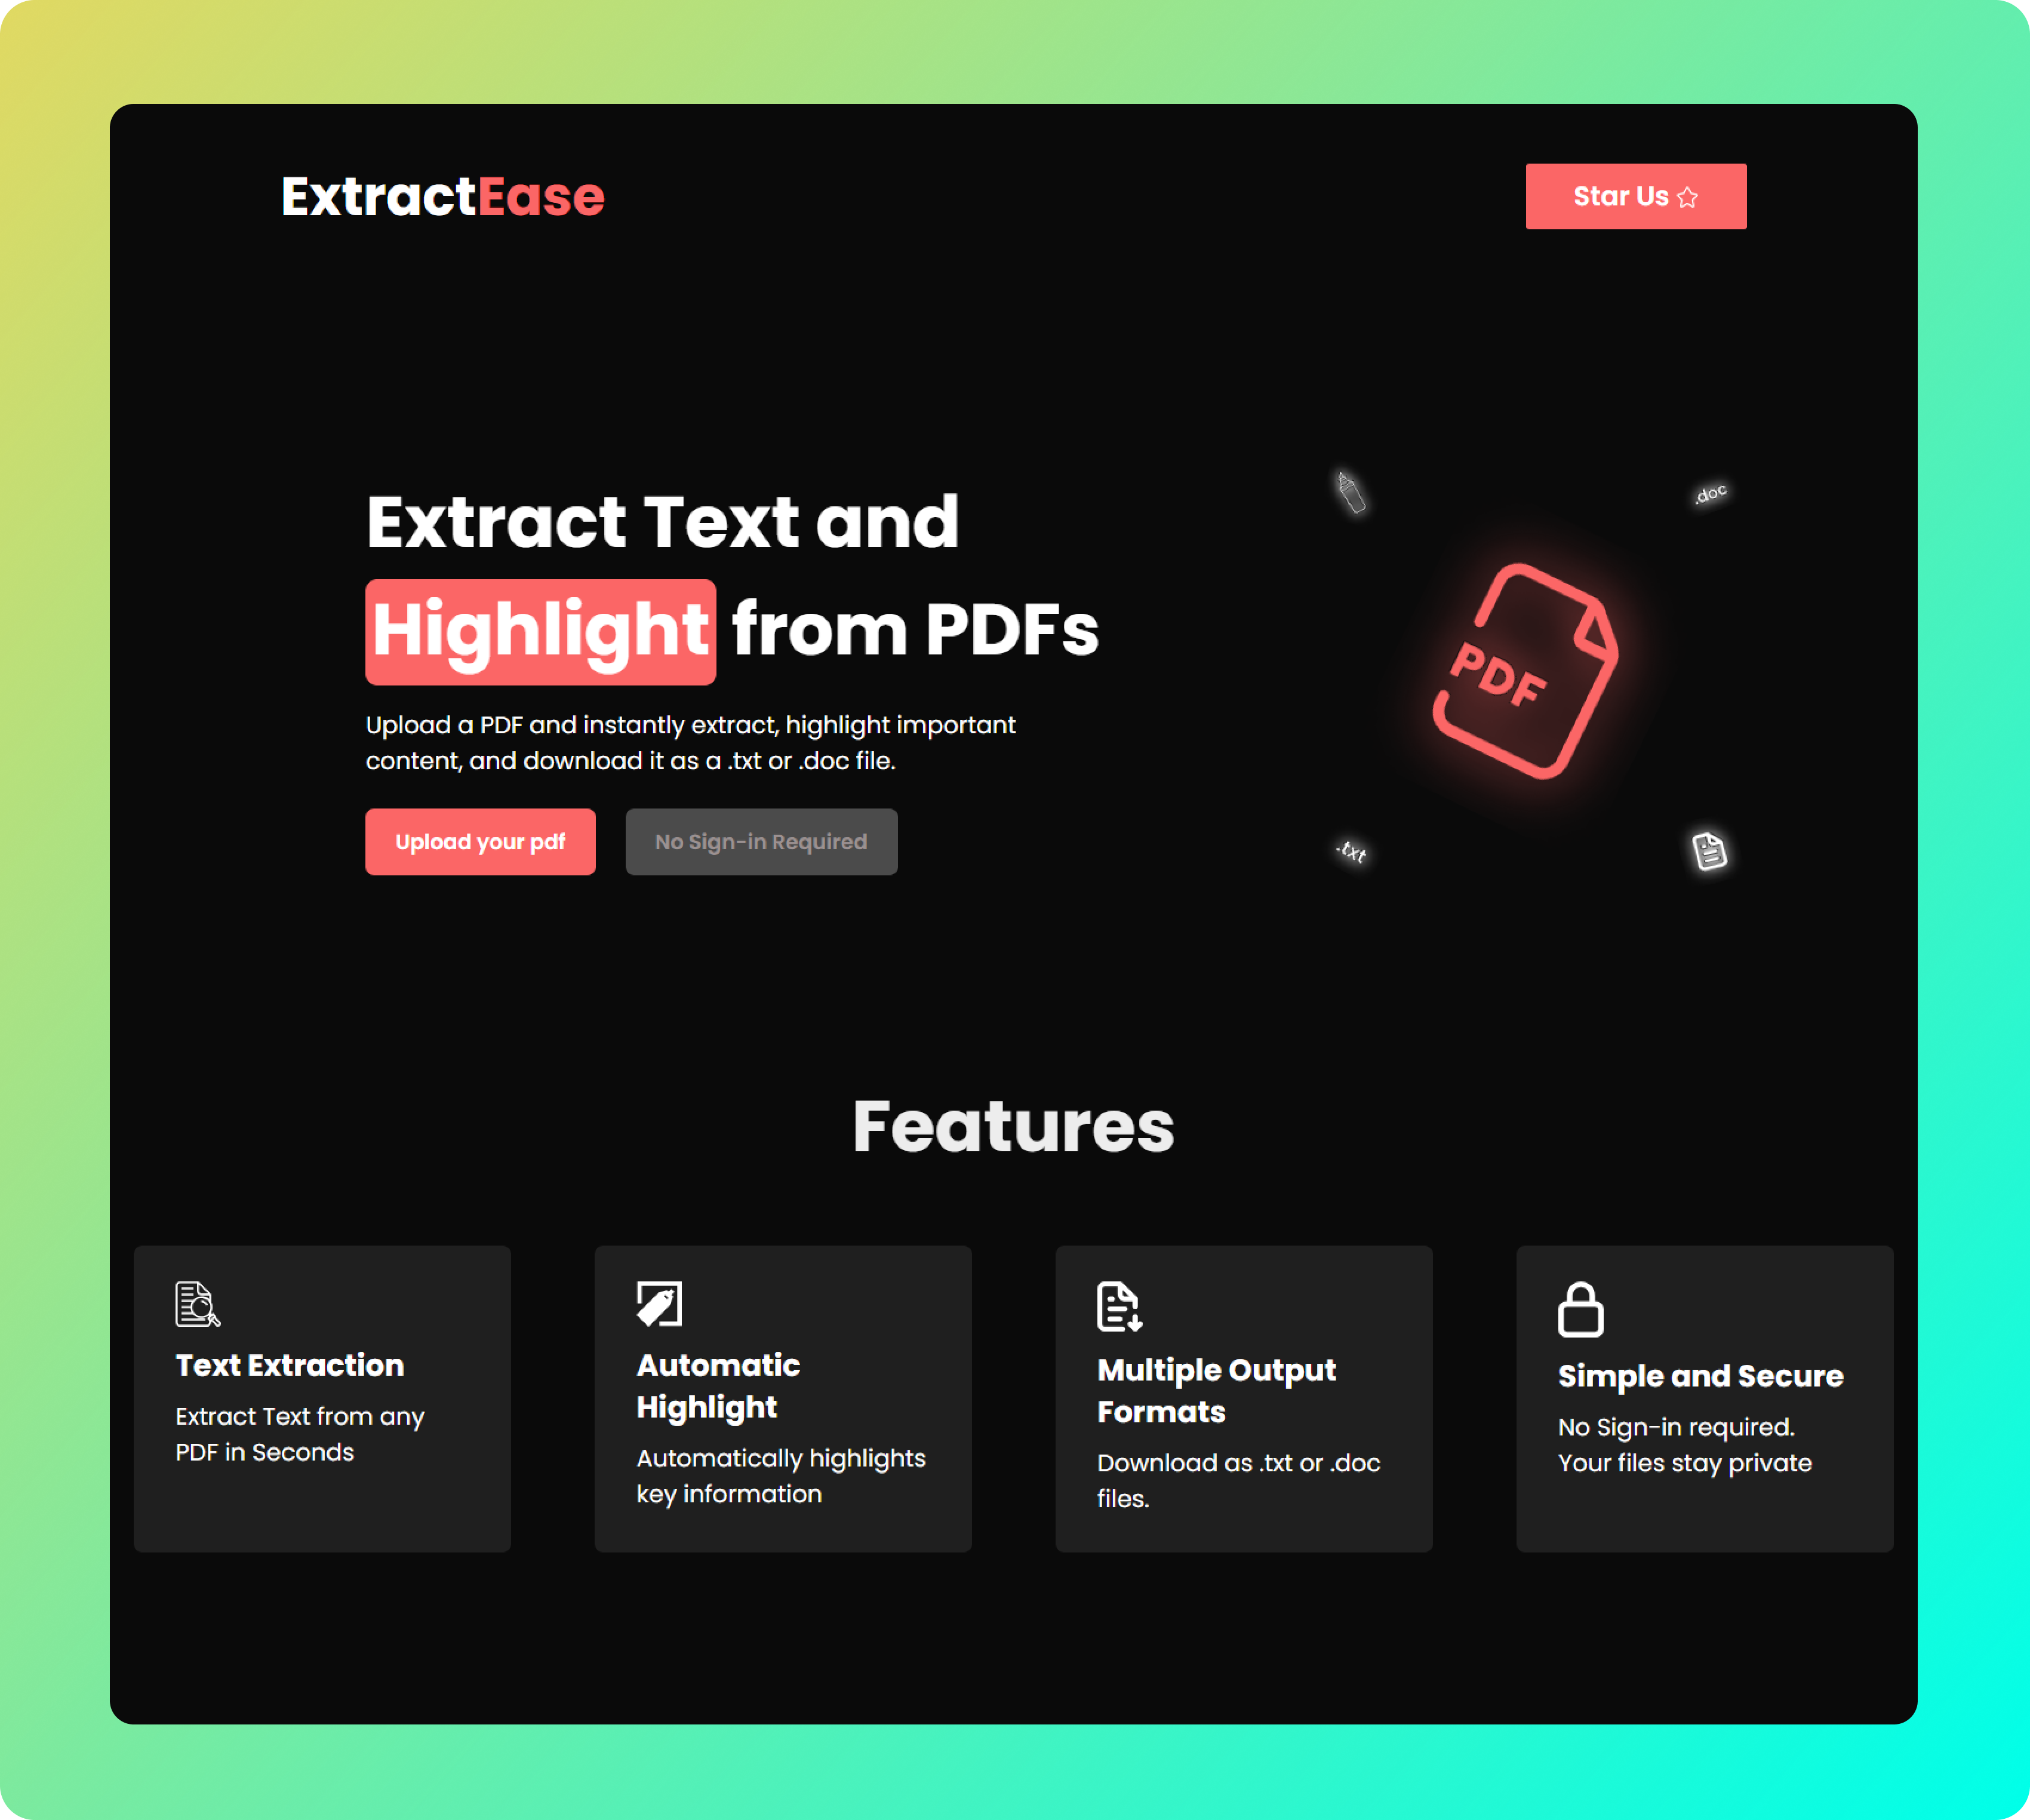 ExtractEase
Star Us
Extract Text and
Highlight from PDFs
Upload a PDF and instantly extract, highlight important
content, and download it as a .txt or .doc file.
Upload your pdf
No Sign-in Required
.doc
PDF
.txt
Features
Text Extraction
Extract Text from any
PDF in Seconds
Automatic
Highlight
Automatically highlights
key information
Multiple Output
Formats
Download as .txt or .doc
files.
Simple and Secure
No Sign-in required.
Your files stay private